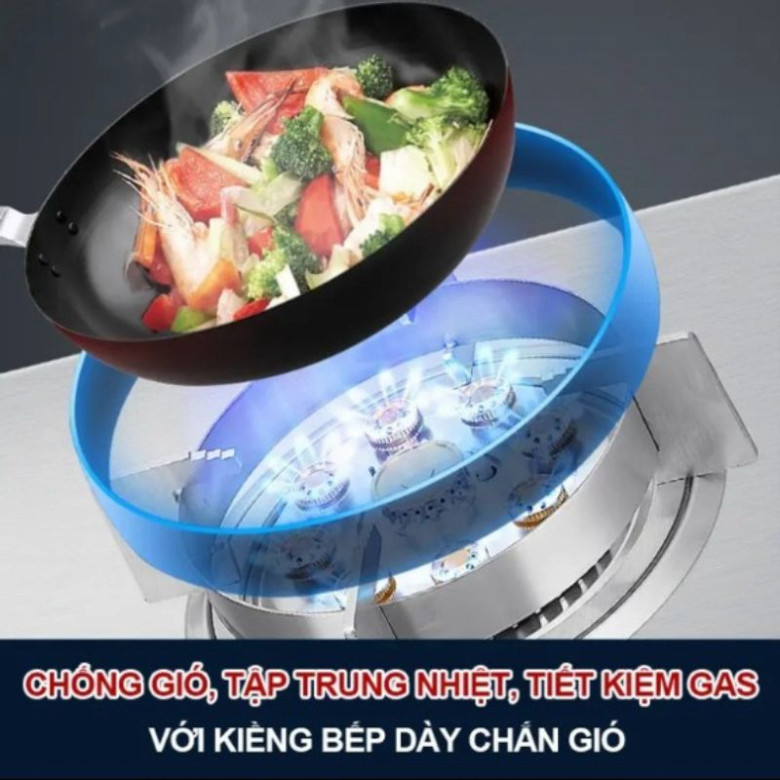 CHỐNG GIÓ, TẬP TRUNG NHIỆT, TIẾT KIỆM GAS
VỚI KIỀNG BẾP DÀY CHẮN GIÓ